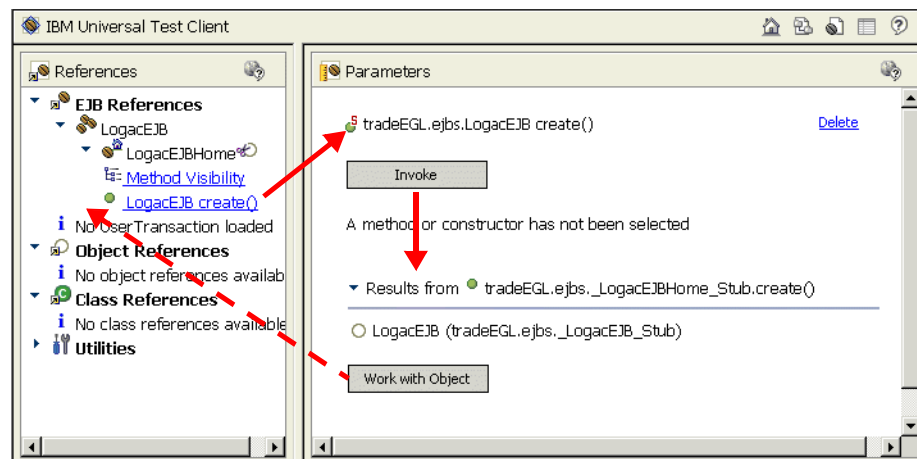 IBM Universal Test Client
References
EJB References
LogacEJB
LogacEJBHome
Method Visibility
LogacEJB create()
No UserTransaction loaded
Object References
No object references availab
Class References
No class references available
Utilities
Parameters
tradeEGL.ejbs.LogacEJB create()
Delete
Invoke
A method or constructor has not been selected
Results from tradeEGL.ejbs._LogacEJBHome_Stub.create()
LogacEJB (tradeEGL.ejbs._LogacEJB_Stub)
Work with Object